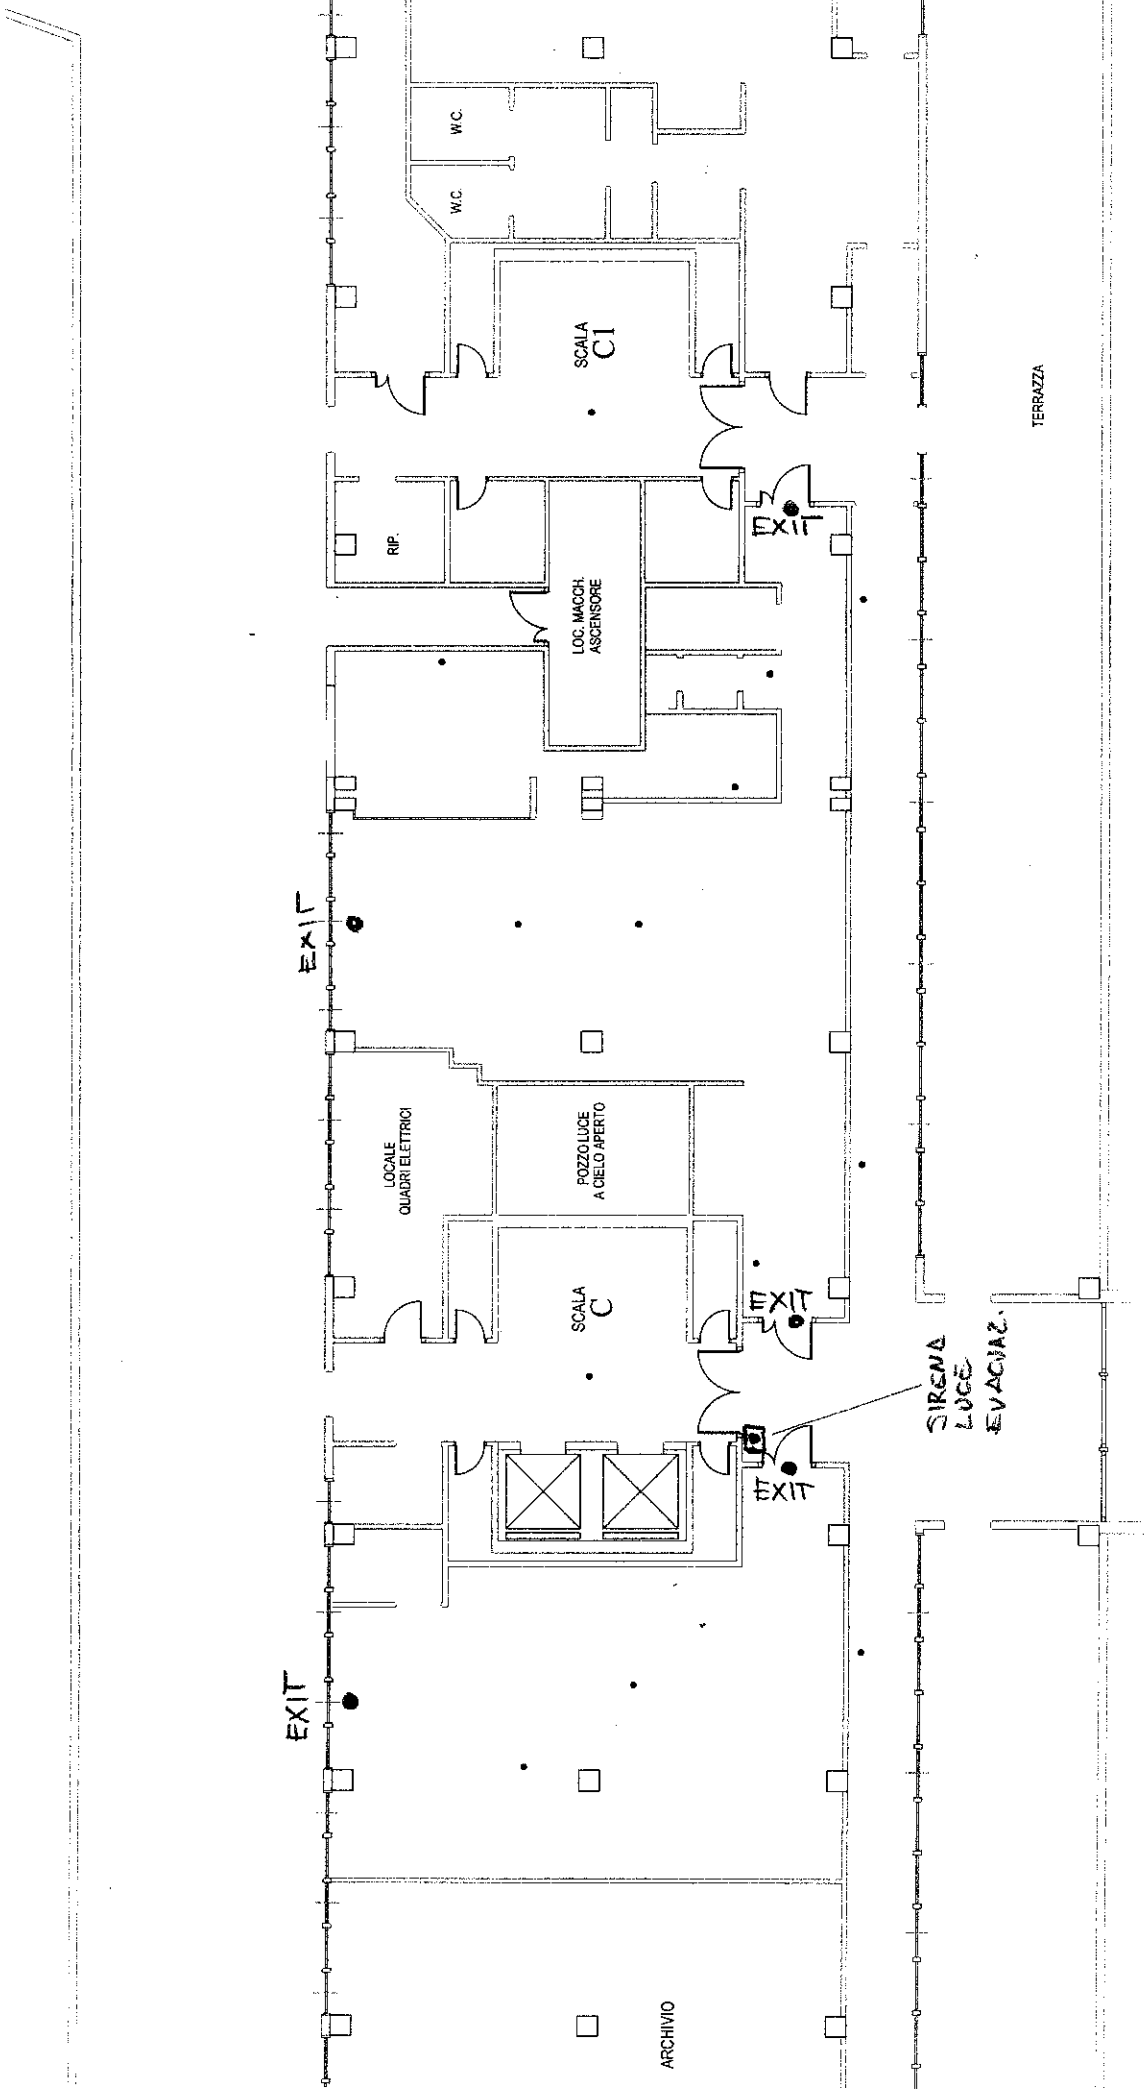 W.C.
W.C.
SCALA
C1
TERRAZZA
RIP.
EXIT
LOC. MACCH.
ASCENSORE
EXIT
LOCALE
QUADRI ELETTRICI
POZZO LUCE
A CIELO APERTO
SCALA
C
EXIT
SIRENA
LUCE
EVACUAZ.
EXIT
EXIT
ARCHIVIO